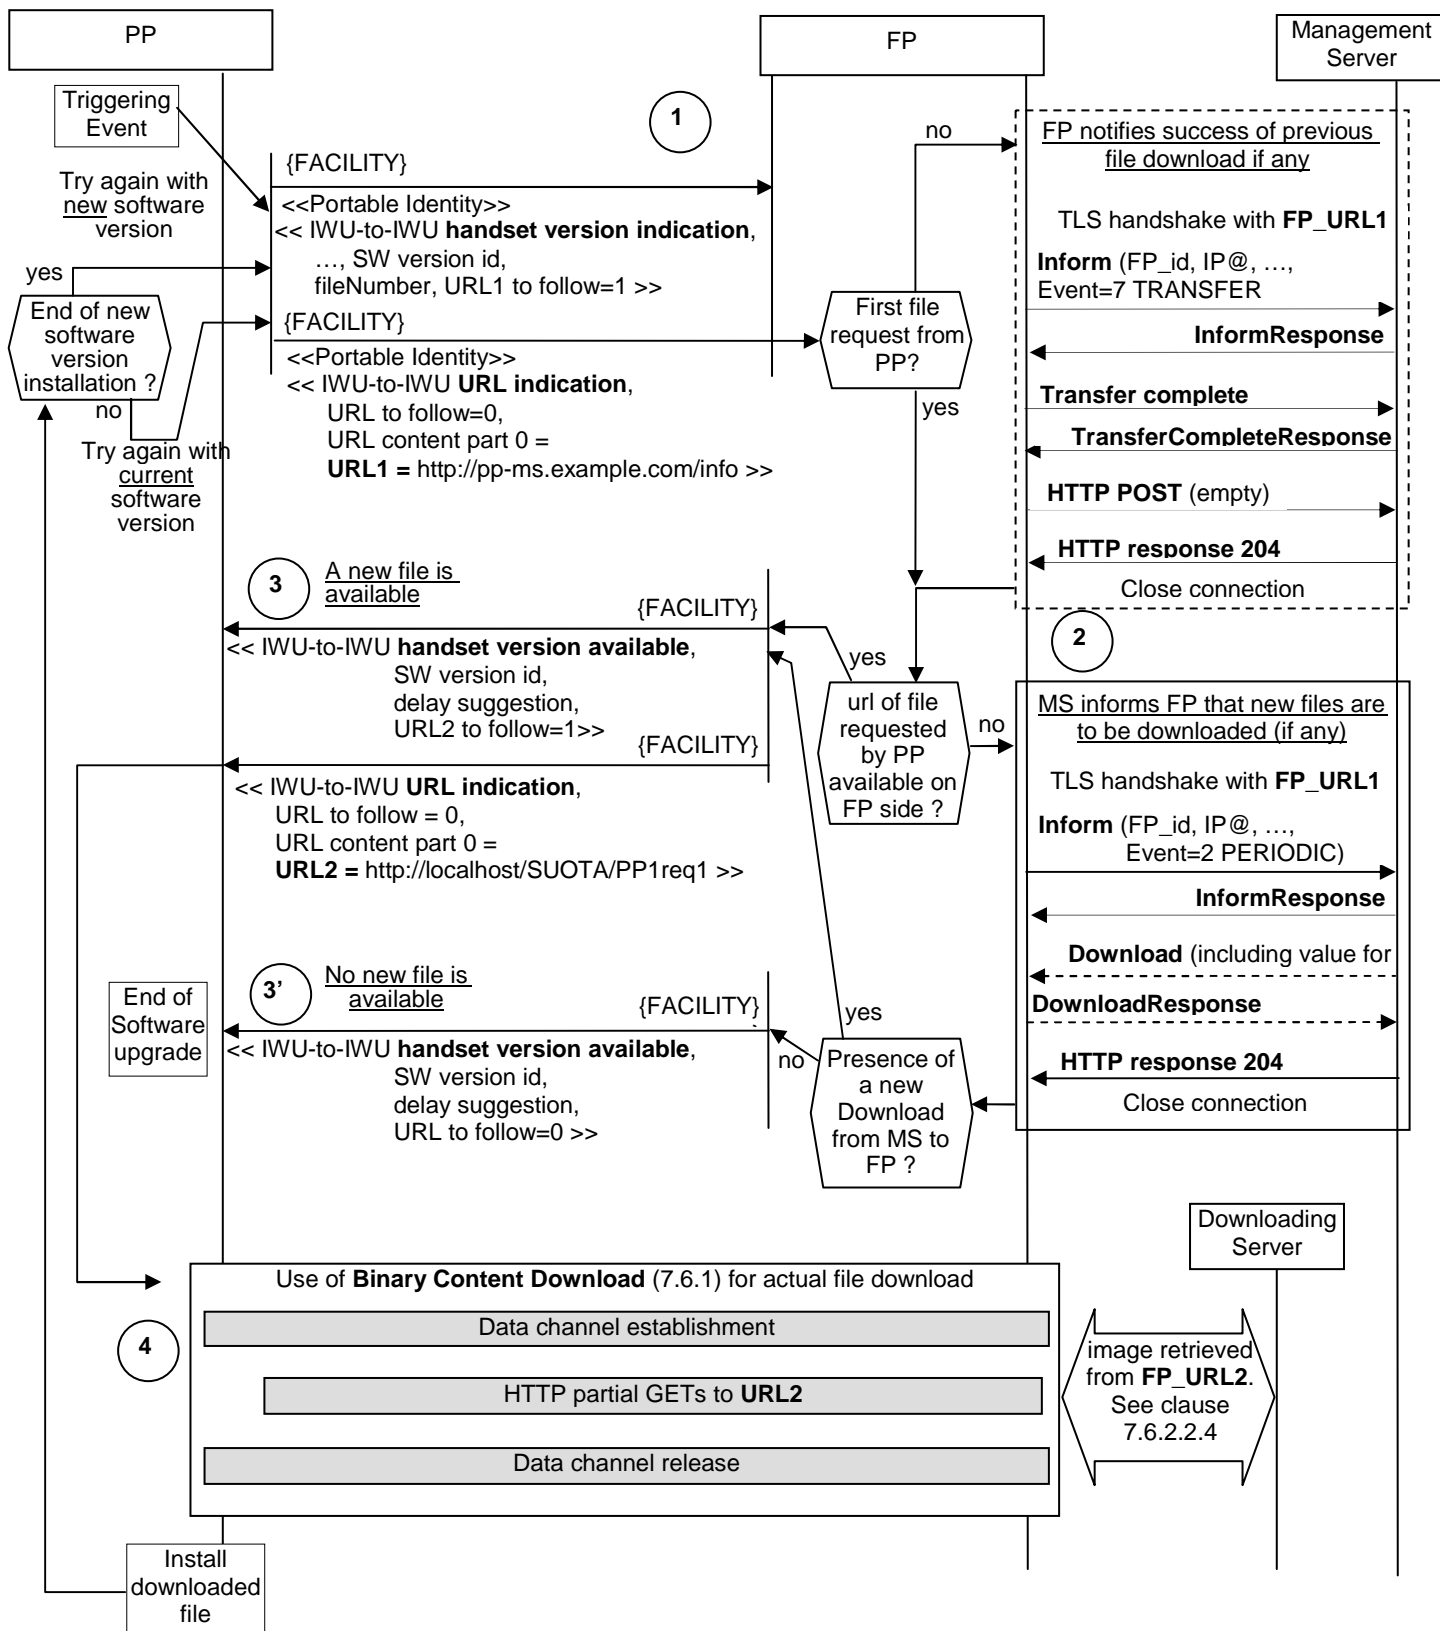 PP
FP
Management
Server
Triggering
Event
1
no
FP notifies success of previous
file download if any
{FACILITY}
Try again with
new software
version
<<Portable Identity>>
<< IWU-to-IWU handset version indication,
…, SW version id,
fileNumber, URL1 to follow=1 >>
TLS handshake with FP_URL1
Inform (FP_id, IP@, …,
Event=7 TRANSFER
yes
End of new
software
version
installation ?
{FACILITY}
First file
request from
PP?
InformResponse
<<Portable Identity>>
<< IWU-to-IWU URL indication,
URL to follow=0,
URL content part 0 =
URL1 = http://pp-ms.example.com/info >>
no
yes
Transfer complete
TransferCompleteResponse
Try again with
current
software
version
HTTP POST (empty)
HTTP response 204
Close connection
3
A new file is
available
{FACILITY}
<< IWU-to-IWU handset version available,
SW version id,
delay suggestion,
URL2 to follow=1>>
yes
2
url of file
requested
by PP
available on
FP side ?
no
MS informs FP that new files are
to be downloaded (if any)
{FACILITY}
<< IWU-to-IWU URL indication,
URL to follow = 0,
URL content part 0 =
URL2 = http://localhost/SUOTA/PP1req1 >>
TLS handshake with FP_URL1
Inform (FP_id, IP@, …,
Event=2 PERIODIC)
InformResponse
Download (including value for
DownloadResponse
HTTP response 204
Close connection
3’
No new file is
available
{FACILITY}
End of
Software
upgrade
<< IWU-to-IWU handset version available,
SW version id,
delay suggestion,
URL to follow=0 >>
yes
no
Presence of
a new
Download
from MS to
FP ?
Downloading
Server
Use of Binary Content Download (7.6.1) for actual file download
4
Data channel establishment
HTTP partial GETs to URL2
Data channel release
image retrieved
from FP_URL2.
See clause
7.6.2.2.4
Install
downloaded
file